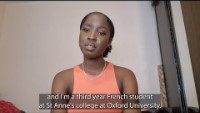 and I'm a third year French student
at St Anne's college at Oxford University,